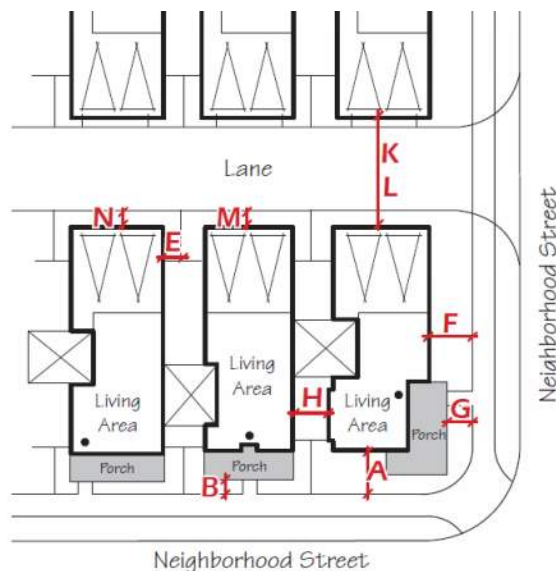 K
L
Lane
N
M
E
Neighborhood Street
F
Living
Area
H
Living
Area
Living
Area
G
Porch
Porch
Porch
B
A
Neighborhood Street